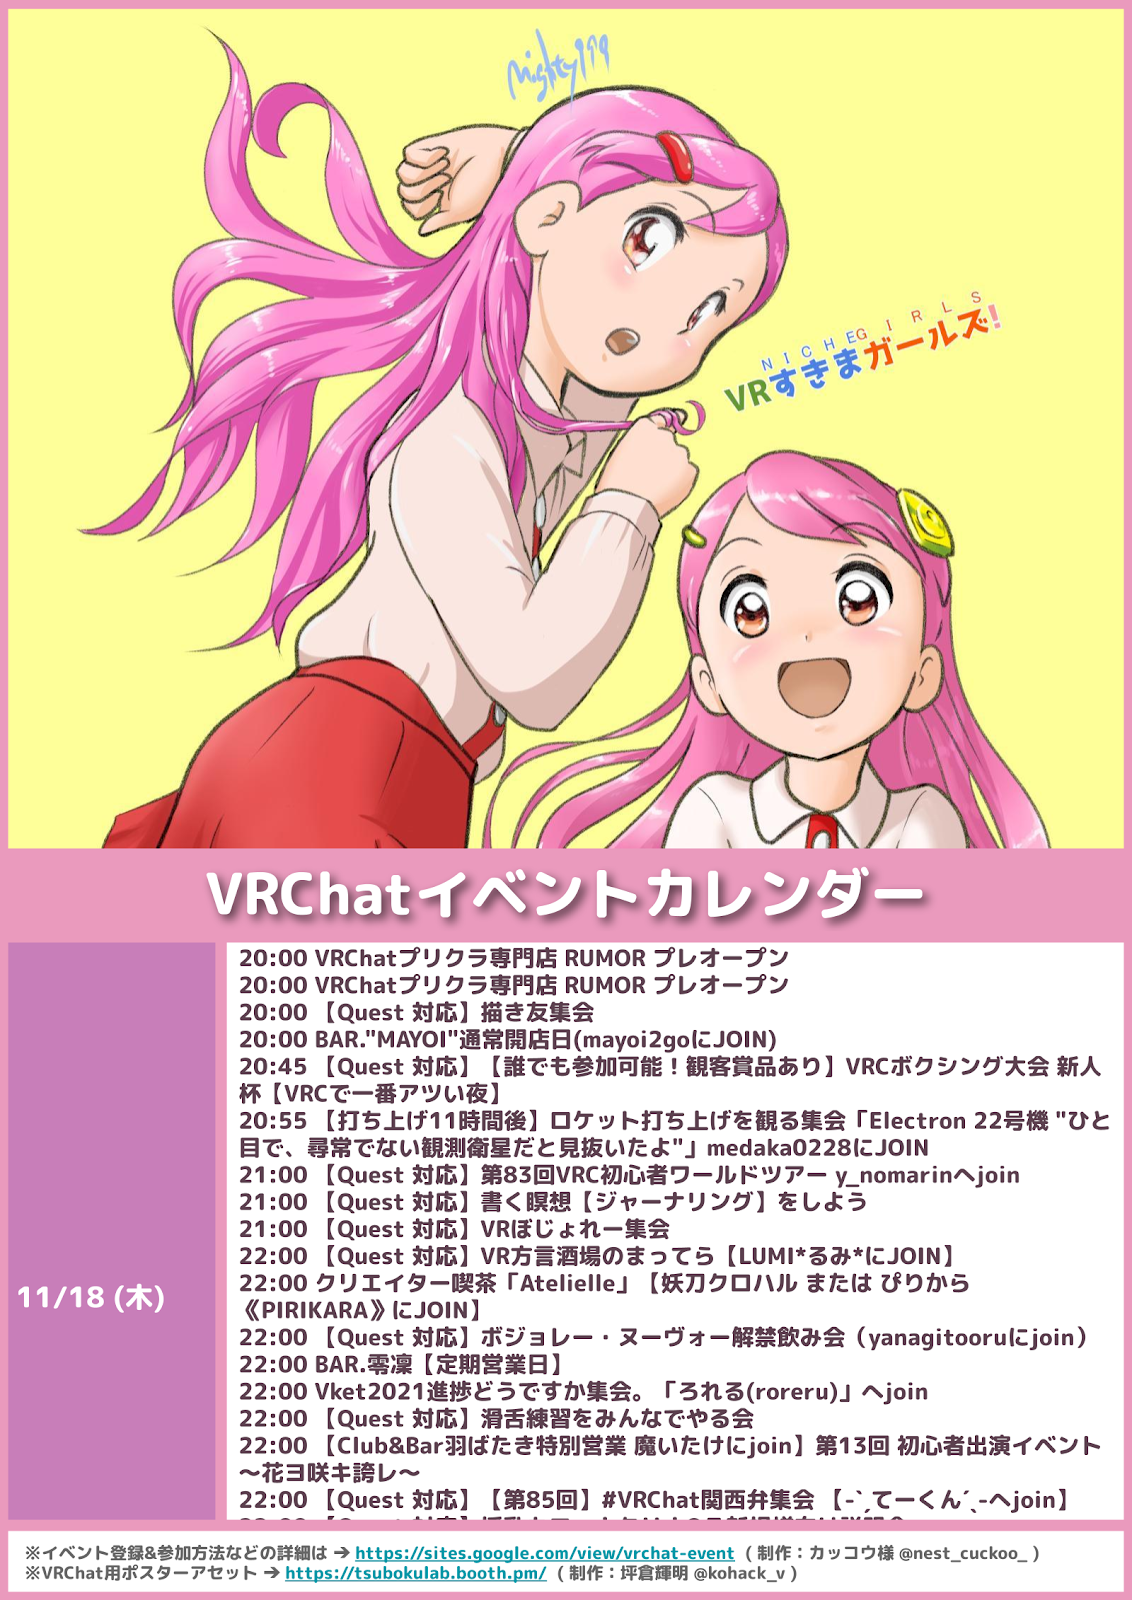 Mighty199
NICHE GIRLS
VRすきまガールズ!
VRChatイベントカレンダー
11/18 (木)
20:00 VRChatプリクラ専門店 RUMOR プレオープン
20:00 VRChatプリクラ専門店 RUMOR プレオープン
20:00 【Quest 対応】描き友集会
20:00 BAR."MAYOI"通常開店日(mayoi2goにJOIN)
20:45 【Quest 対応】【誰でも参加可能！観客賞品あり】VRCボクシング大会 新人
杯【VRCで一番アツい夜】
20:55 【打ち上げ11時間後】ロケット打ち上げを観る集会「Electron 22号機 "ひと
目で、尋常でない観測衛星だと見抜いたよ"」medaka0228にJOIN
21:00 【Quest 対応】第83回VRC初心者ワールドツアー y_nomarinへjoin
21:00 【Quest 対応】書く瞑想【ジャーナリング】をしよう
21:00 【Quest 対応】VRぼじょれー集会
22:00 【Quest 対応】VR方言酒場のまってら【LUMI*るみ*にJOIN】
22:00 クリエイター喫茶「Atelielle」【妖刀クロハル または ぴりから
《PIRIKARA》にJOIN】
22:00 【Quest 対応】ボジョレー・ヌーヴォー解禁飲み会（yanagitooruにjoin）
22:00 BAR.零凜【定期営業日】
22:00 Vket2021進捗どうですか集会。「ろれる(roreru)」へjoin
22:00 【Quest 対応】滑舌練習をみんなでやる会
22:00 【Club&Bar羽ばたき特別営業 魔いたけにjoin】第13回 初心者出演イベント
～花ヨ咲キ誇レ～
22:00 【Quest 対応】【第85回】#VRChat関西弁集会 【-`ˏてーくん´ˎ-へjoin】
※イベント登録&参加方法などの詳細は → https://sites.google.com/view/vrchat-event （ 制作：カッコウ様 @nest_cuckoo_ ）
※VRChat用ポスターアセット → https://tsubokulab.booth.pm/ （ 制作：坪倉輝明 @kohack_v ）